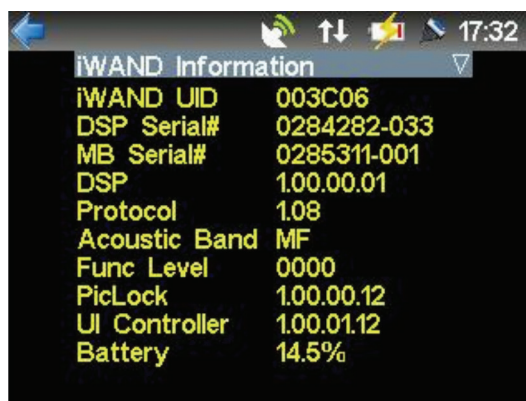 17:32
iWAND Information
iWAND UID 003C06
DSP Serial# 0284282-033
MB Serial# 0285311-001
DSP 1.00.00.01
Protocol 1.08
Acoustic Band MF
Func Level 0000
PicLock 1.00.00.12
UI Controller 1.00.01.12
Battery 14.5%